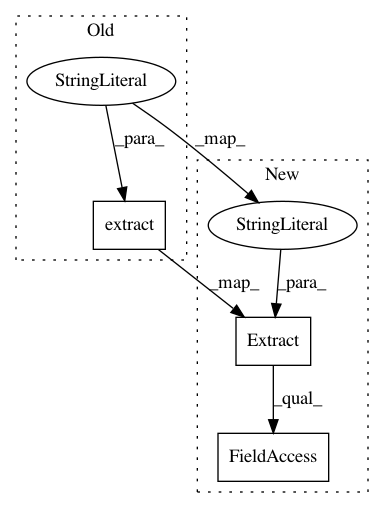 Old
StringLiteral
_para_
_map_
New
extract
StringLiteral
_map_
_para_
Extract
_qual_
FieldAccess